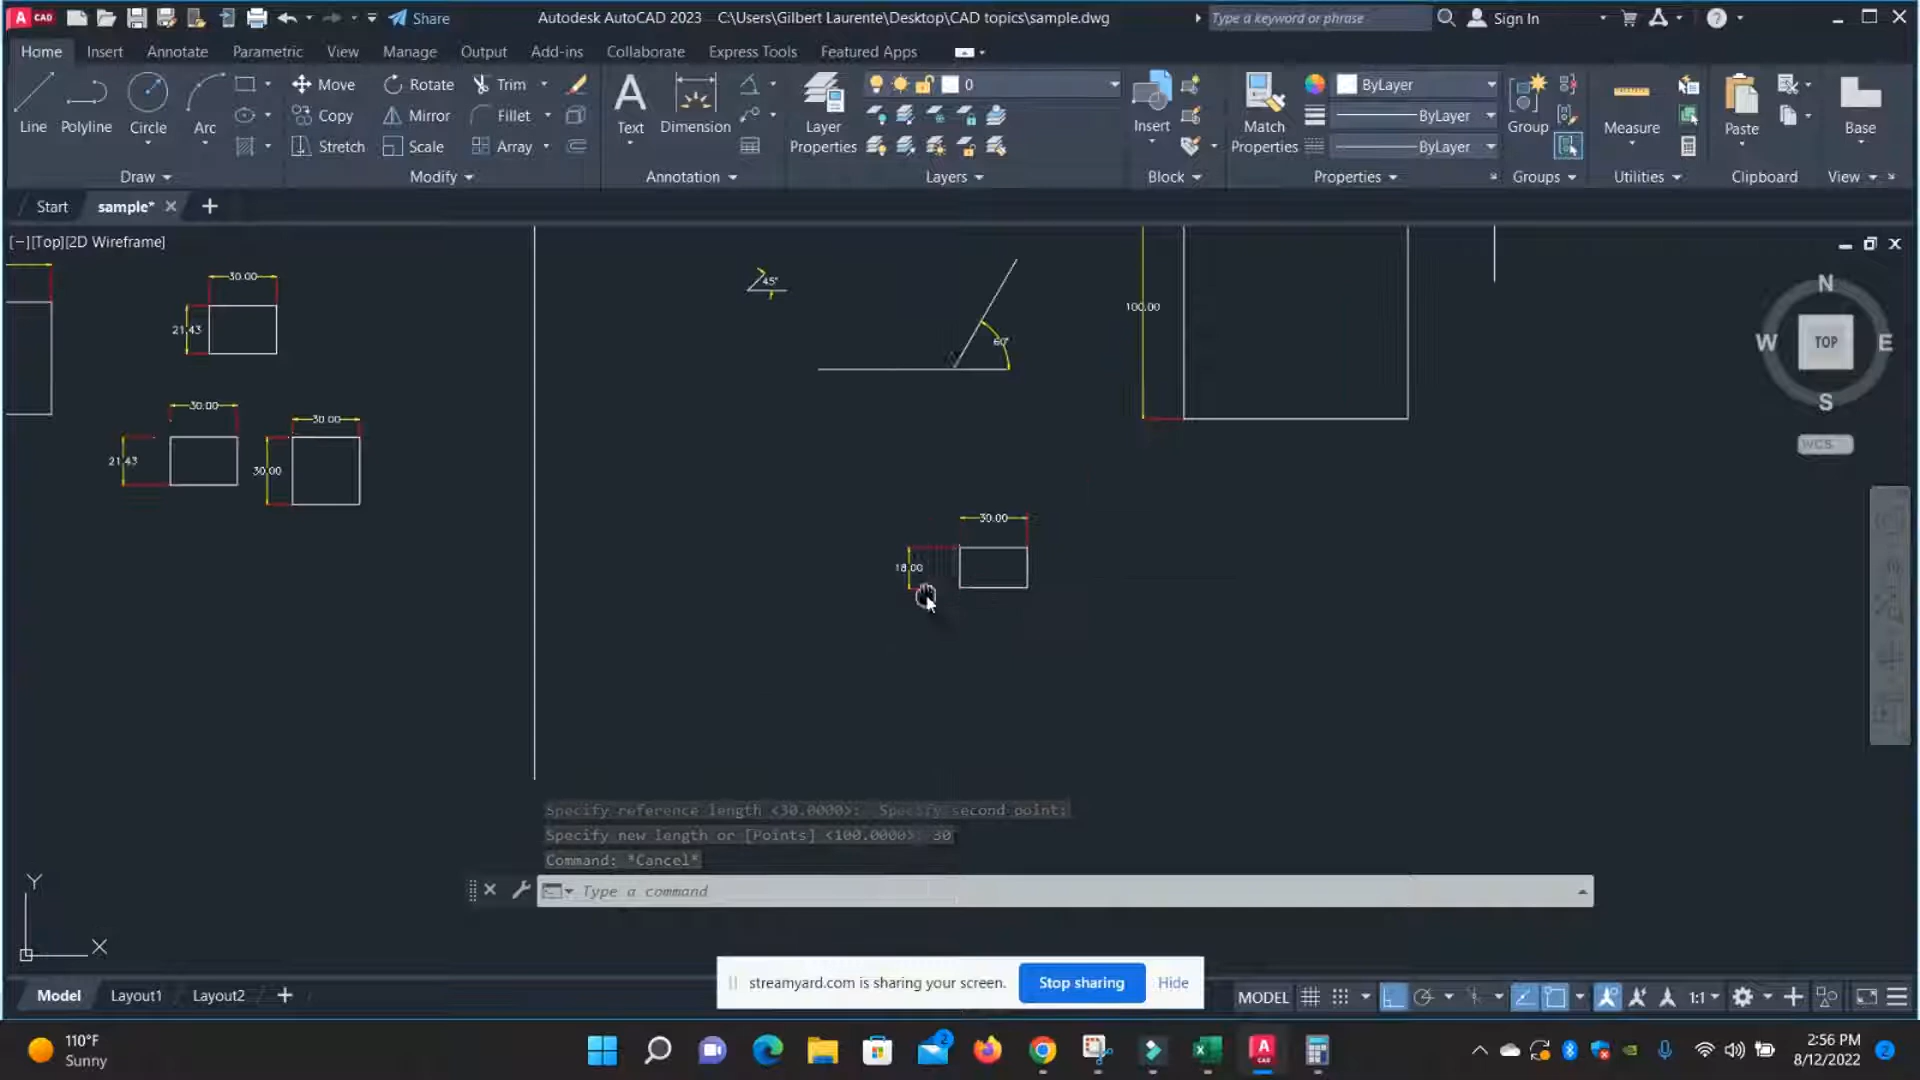 A CAD Share Autodesk AutoCAD 2023 C:\Users\Gilbert Laurente\Desktop\CAD topics\sample.dwg Type a keyword or phrase Sign In
Home Insert Annotate Parametric View Manage Output Add-ins Collaborate Express Tools Featured Apps
Line Polyline Circle Arc
Move Rotate Trim
Copy Mirror Fillet
Stretch Scale Array
Text Dimension
Layer Properties
0
Insert
Match Properties
ByLayer
ByLayer
ByLayer
Group
Measure
Paste
Base
Draw Modify Annotation Layers Block Properties Groups Utilities Clipboard View
Start sample*
[−][Top][2D Wireframe]
30.00
21.43
30.00
21.43
30.00
30.00
45°
60°
100.00
30.00
18.00
N
W TOP E
S
WCS
Specify reference length <30.0000>: Specify second point:
Specify new length or [Points] <100.0000>: 30
Command: *Cancel*
Type a command
Y
X
streamyard.com is sharing your screen. Stop sharing Hide
Model Layout1 Layout2 MODEL 1:1
110°F
Sunny
2
A
CAD
2:56 PM
8/12/2022
2